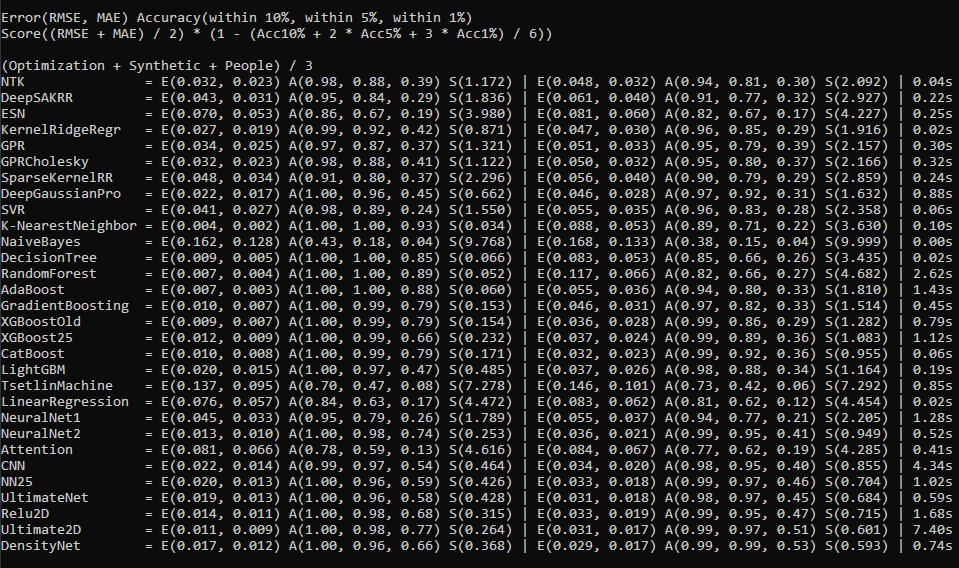 Error(RMSE, MAE) Accuracy(within 10%, within 5%, within 1%)
Score((RMSE + MAE) / 2) * (1 - (Acc10% + 2 * Acc5% + 3 * Acc1%) / 6))
(Optimization + Synthetic + People) / 3
NTK = E(0.032, 0.023) A(0.98, 0.88, 0.39) S(1.172) | E(0.048, 0.032) A(0.94, 0.81, 0.30) S(2.092) | 0.04s
DeepSAKRR = E(0.043, 0.031) A(0.95, 0.84, 0.29) S(1.836) | E(0.061, 0.040) A(0.91, 0.77, 0.32) S(2.927) | 0.22s
ESN = E(0.070, 0.053) A(0.86, 0.67, 0.19) S(3.980) | E(0.081, 0.060) A(0.82, 0.67, 0.17) S(4.227) | 0.25s
KernelRidgeRegr = E(0.027, 0.019) A(0.99, 0.92, 0.42) S(0.871) | E(0.047, 0.030) A(0.96, 0.85, 0.29) S(1.916) | 0.02s
GPR = E(0.034, 0.025) A(0.97, 0.87, 0.37) S(1.321) | E(0.051, 0.033) A(0.95, 0.79, 0.39) S(2.157) | 0.30s
GPRCholesky = E(0.032, 0.023) A(0.98, 0.88, 0.41) S(1.122) | E(0.050, 0.032) A(0.95, 0.80, 0.37) S(2.166) | 0.32s
SparseKernelRR = E(0.048, 0.034) A(0.91, 0.80, 0.37) S(2.296) | E(0.056, 0.040) A(0.90, 0.79, 0.29) S(2.859) | 0.24s
DeepGaussianPro = E(0.022, 0.017) A(1.00, 0.96, 0.45) S(0.662) | E(0.046, 0.028) A(0.97, 0.92, 0.31) S(1.632) | 0.88s
SVR = E(0.041, 0.027) A(0.98, 0.89, 0.24) S(1.550) | E(0.055, 0.035) A(0.96, 0.83, 0.28) S(2.358) | 0.06s
K-NearestNeighbor = E(0.004, 0.002) A(1.00, 1.00, 0.93) S(0.034) | E(0.088, 0.053) A(0.89, 0.71, 0.22) S(3.630) | 0.10s
NaiveBayes = E(0.162, 0.128) A(0.43, 0.18, 0.04) S(9.768) | E(0.168, 0.133) A(0.38, 0.15, 0.04) S(9.999) | 0.00s
DecisionTree = E(0.009, 0.005) A(1.00, 1.00, 0.85) S(0.066) | E(0.083, 0.053) A(0.85, 0.66, 0.26) S(3.435) | 0.02s
RandomForest = E(0.007, 0.004) A(1.00, 1.00, 0.89) S(0.052) | E(0.117, 0.066) A(0.82, 0.66, 0.27) S(4.682) | 2.62s
AdaBoost = E(0.007, 0.003) A(1.00, 1.00, 0.88) S(0.060) | E(0.055, 0.036) A(0.94, 0.80, 0.33) S(1.810) | 1.43s
GradientBoosting = E(0.010, 0.007) A(1.00, 0.99, 0.79) S(0.153) | E(0.046, 0.031) A(0.97, 0.82, 0.33) S(1.514) | 0.45s
XGBoostOld = E(0.009, 0.007) A(1.00, 0.99, 0.79) S(0.154) | E(0.036, 0.028) A(0.99, 0.86, 0.29) S(1.282) | 0.79s
XGBoost25 = E(0.012, 0.009) A(1.00, 0.99, 0.66) S(0.232) | E(0.037, 0.024) A(0.99, 0.89, 0.36) S(1.083) | 1.12s
CatBoost = E(0.010, 0.008) A(1.00, 0.99, 0.79) S(0.171) | E(0.032, 0.023) A(0.99, 0.92, 0.36) S(0.955) | 0.06s
LightGBM = E(0.020, 0.015) A(1.00, 0.97, 0.47) S(0.485) | E(0.037, 0.026) A(0.98, 0.88, 0.34) S(1.164) | 0.19s
TsetlinMachine = E(0.137, 0.095) A(0.70, 0.47, 0.08) S(7.278) | E(0.146, 0.101) A(0.73, 0.42, 0.06) S(7.292) | 0.85s
LinearRegression = E(0.076, 0.057) A(0.84, 0.63, 0.17) S(4.472) | E(0.083, 0.062) A(0.81, 0.62, 0.12) S(4.454) | 0.02s
NeuralNet1 = E(0.045, 0.033) A(0.95, 0.79, 0.26) S(1.789) | E(0.055, 0.037) A(0.94, 0.77, 0.21) S(2.205) | 1.28s
NeuralNet2 = E(0.013, 0.010) A(1.00, 0.98, 0.74) S(0.253) | E(0.036, 0.021) A(0.99, 0.95, 0.41) S(0.949) | 0.52s
Attention = E(0.081, 0.066) A(0.78, 0.59, 0.13) S(4.616) | E(0.084, 0.067) A(0.77, 0.62, 0.19) S(4.285) | 0.41s
CNN = E(0.022, 0.014) A(0.99, 0.97, 0.54) S(0.464) | E(0.034, 0.020) A(0.98, 0.95, 0.40) S(0.855) | 4.34s
NN25 = E(0.020, 0.013) A(1.00, 0.96, 0.59) S(0.426) | E(0.033, 0.018) A(0.99, 0.97, 0.46) S(0.704) | 1.02s
UltimateNet = E(0.019, 0.013) A(1.00, 0.96, 0.58) S(0.428) | E(0.031, 0.018) A(0.98, 0.97, 0.45) S(0.684) | 0.59s
Relu2D = E(0.014, 0.011) A(1.00, 0.98, 0.68) S(0.315) | E(0.033, 0.019) A(0.99, 0.95, 0.47) S(0.715) | 1.68s
Ultimate2D = E(0.011, 0.009) A(1.00, 0.98, 0.77) S(0.264) | E(0.031, 0.017) A(0.99, 0.97, 0.51) S(0.601) | 7.40s
DensityNet = E(0.017, 0.012) A(1.00, 0.96, 0.66) S(0.368) | E(0.029, 0.017) A(0.99, 0.99, 0.53) S(0.593) | 0.74s